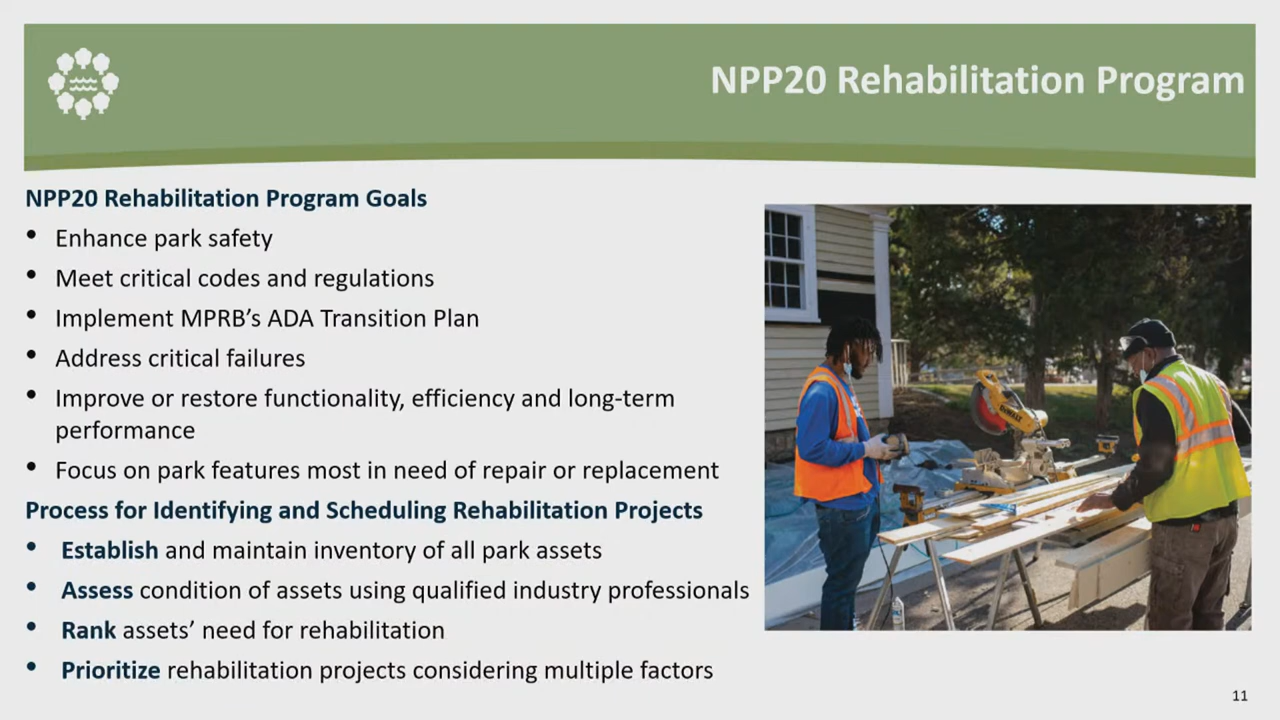 NPP20 Rehabilitation Program
NPP20 Rehabilitation Program Goals
• Enhance park safety
• Meet critical codes and regulations
• Implement MPRB’s ADA Transition Plan
• Address critical failures
• Improve or restore functionality, efficiency and long-term
performance
• Focus on park features most in need of repair or replacement
Process for Identifying and Scheduling Rehabilitation Projects
• Establish and maintain inventory of all park assets
• Assess condition of assets using qualified industry professionals
• Rank assets’ need for rehabilitation
• Prioritize rehabilitation projects considering multiple factors
DEWALT
11